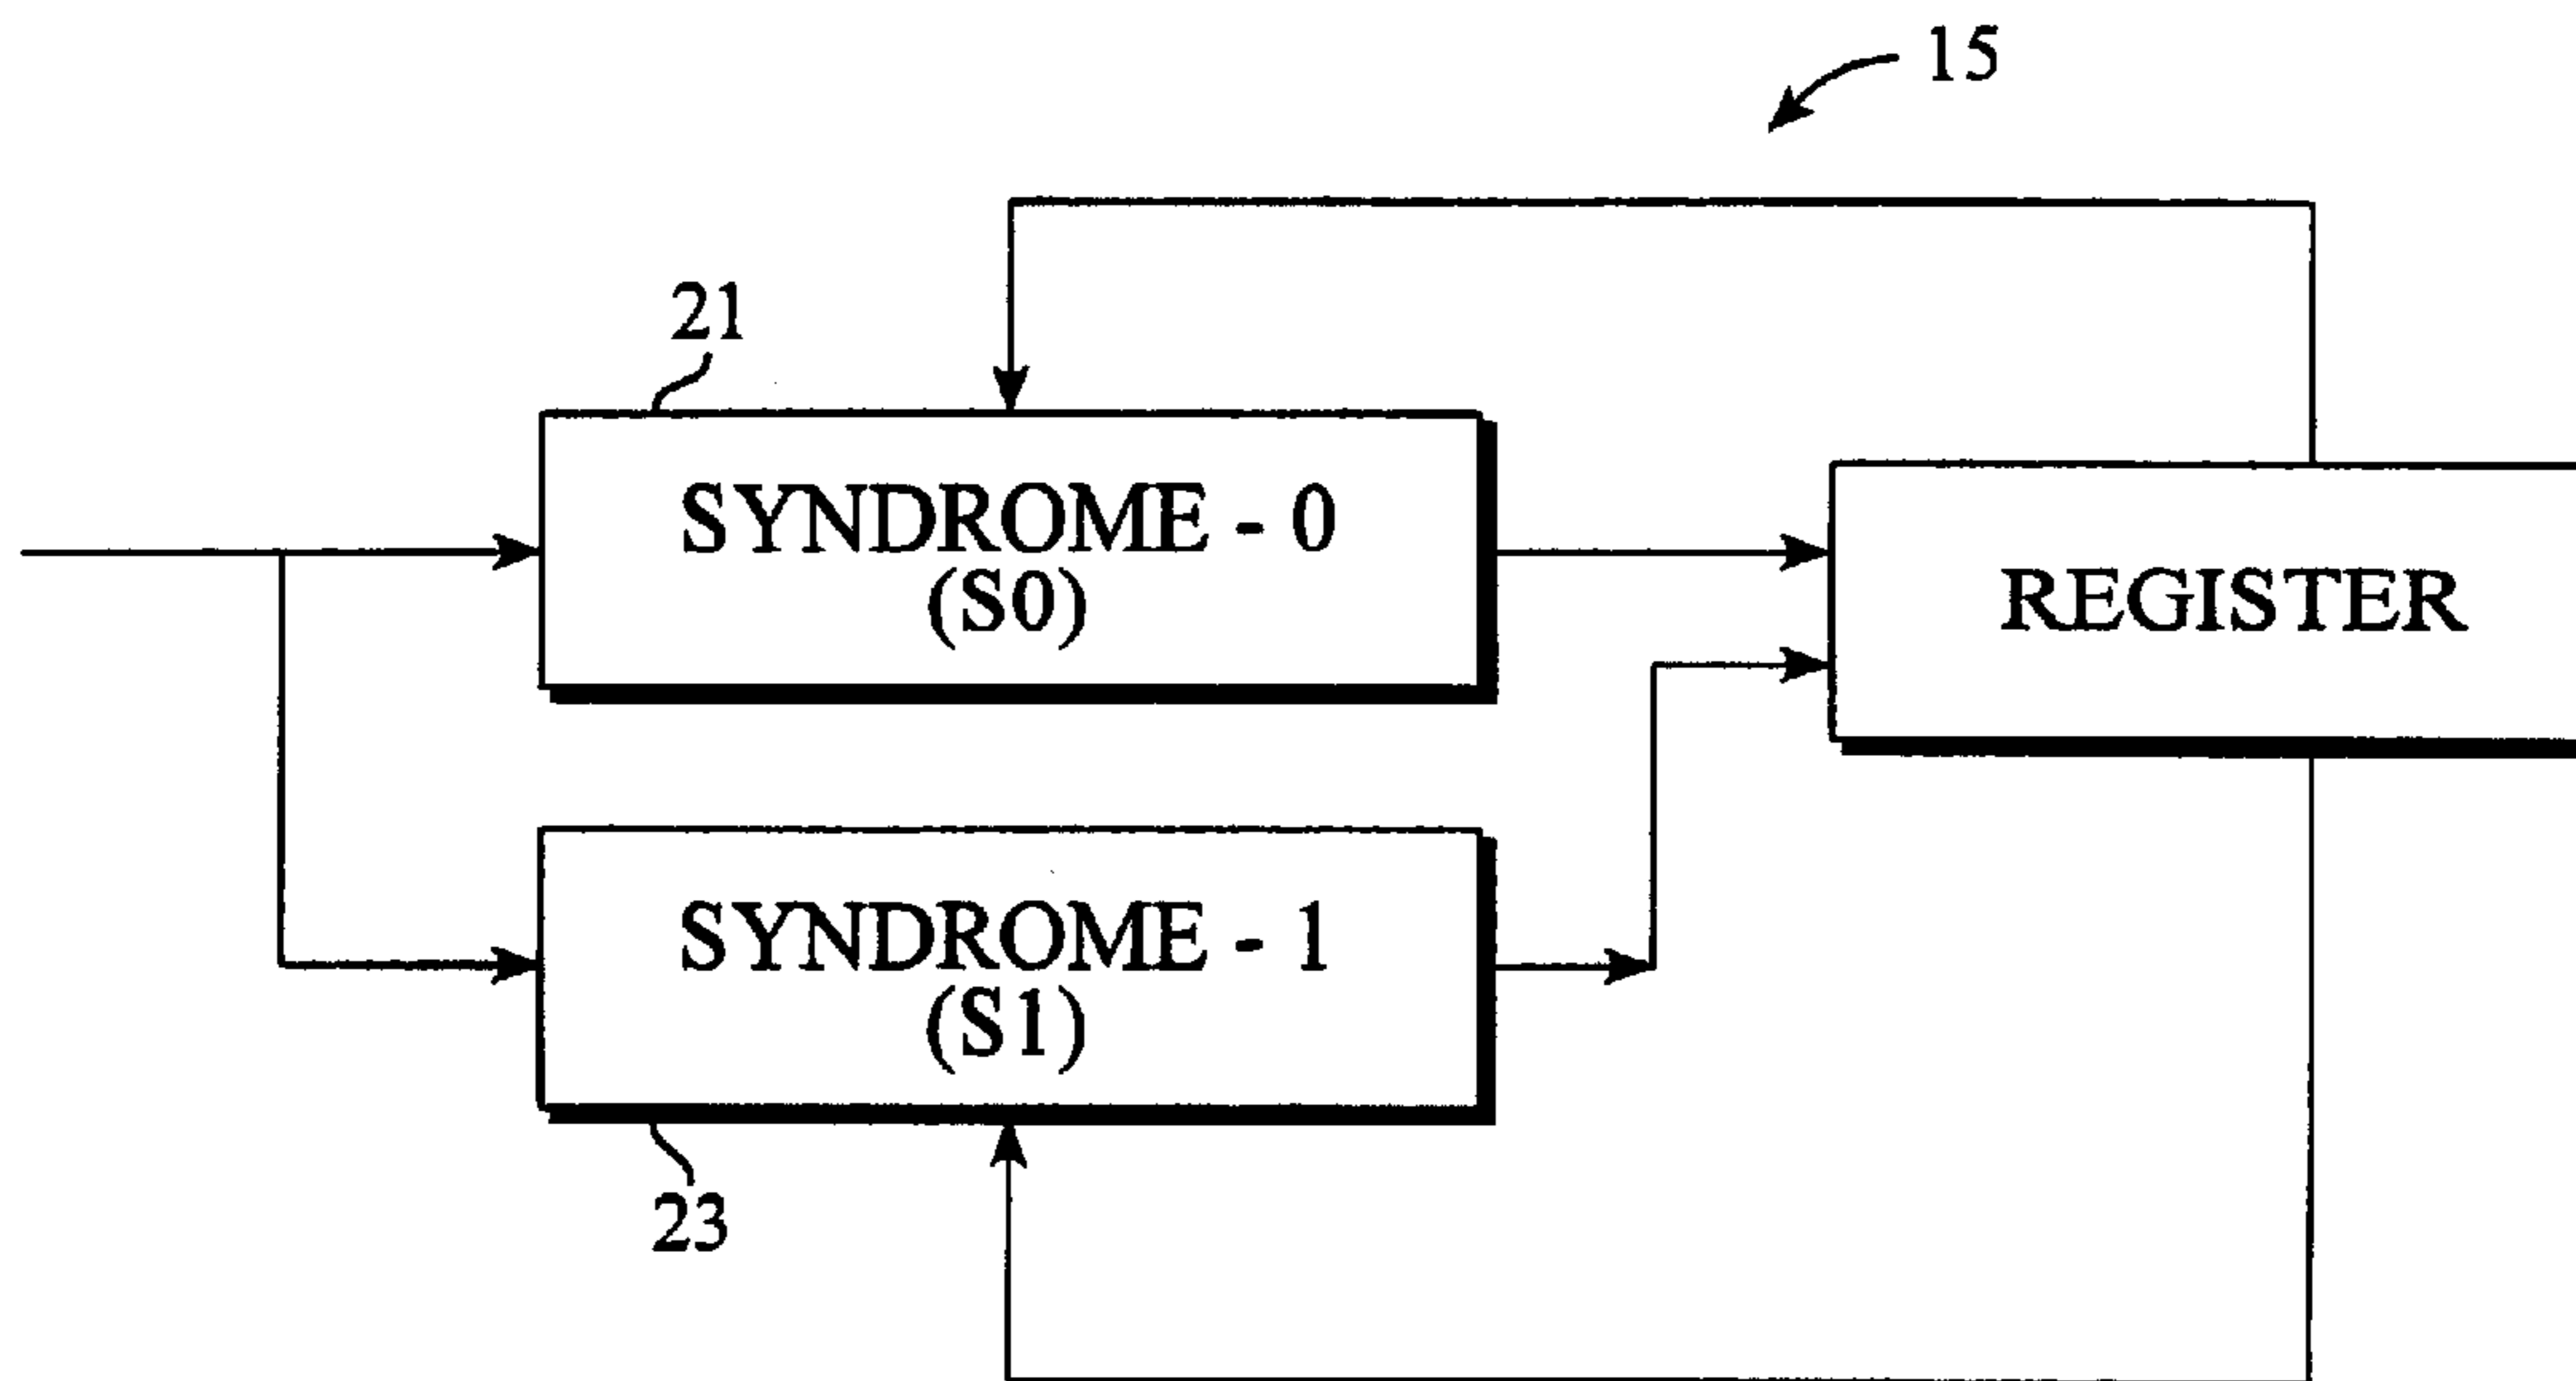 15
21
SYNDROME - 0
(S0)
REGISTER
SYNDROME - 1
(S1)
23